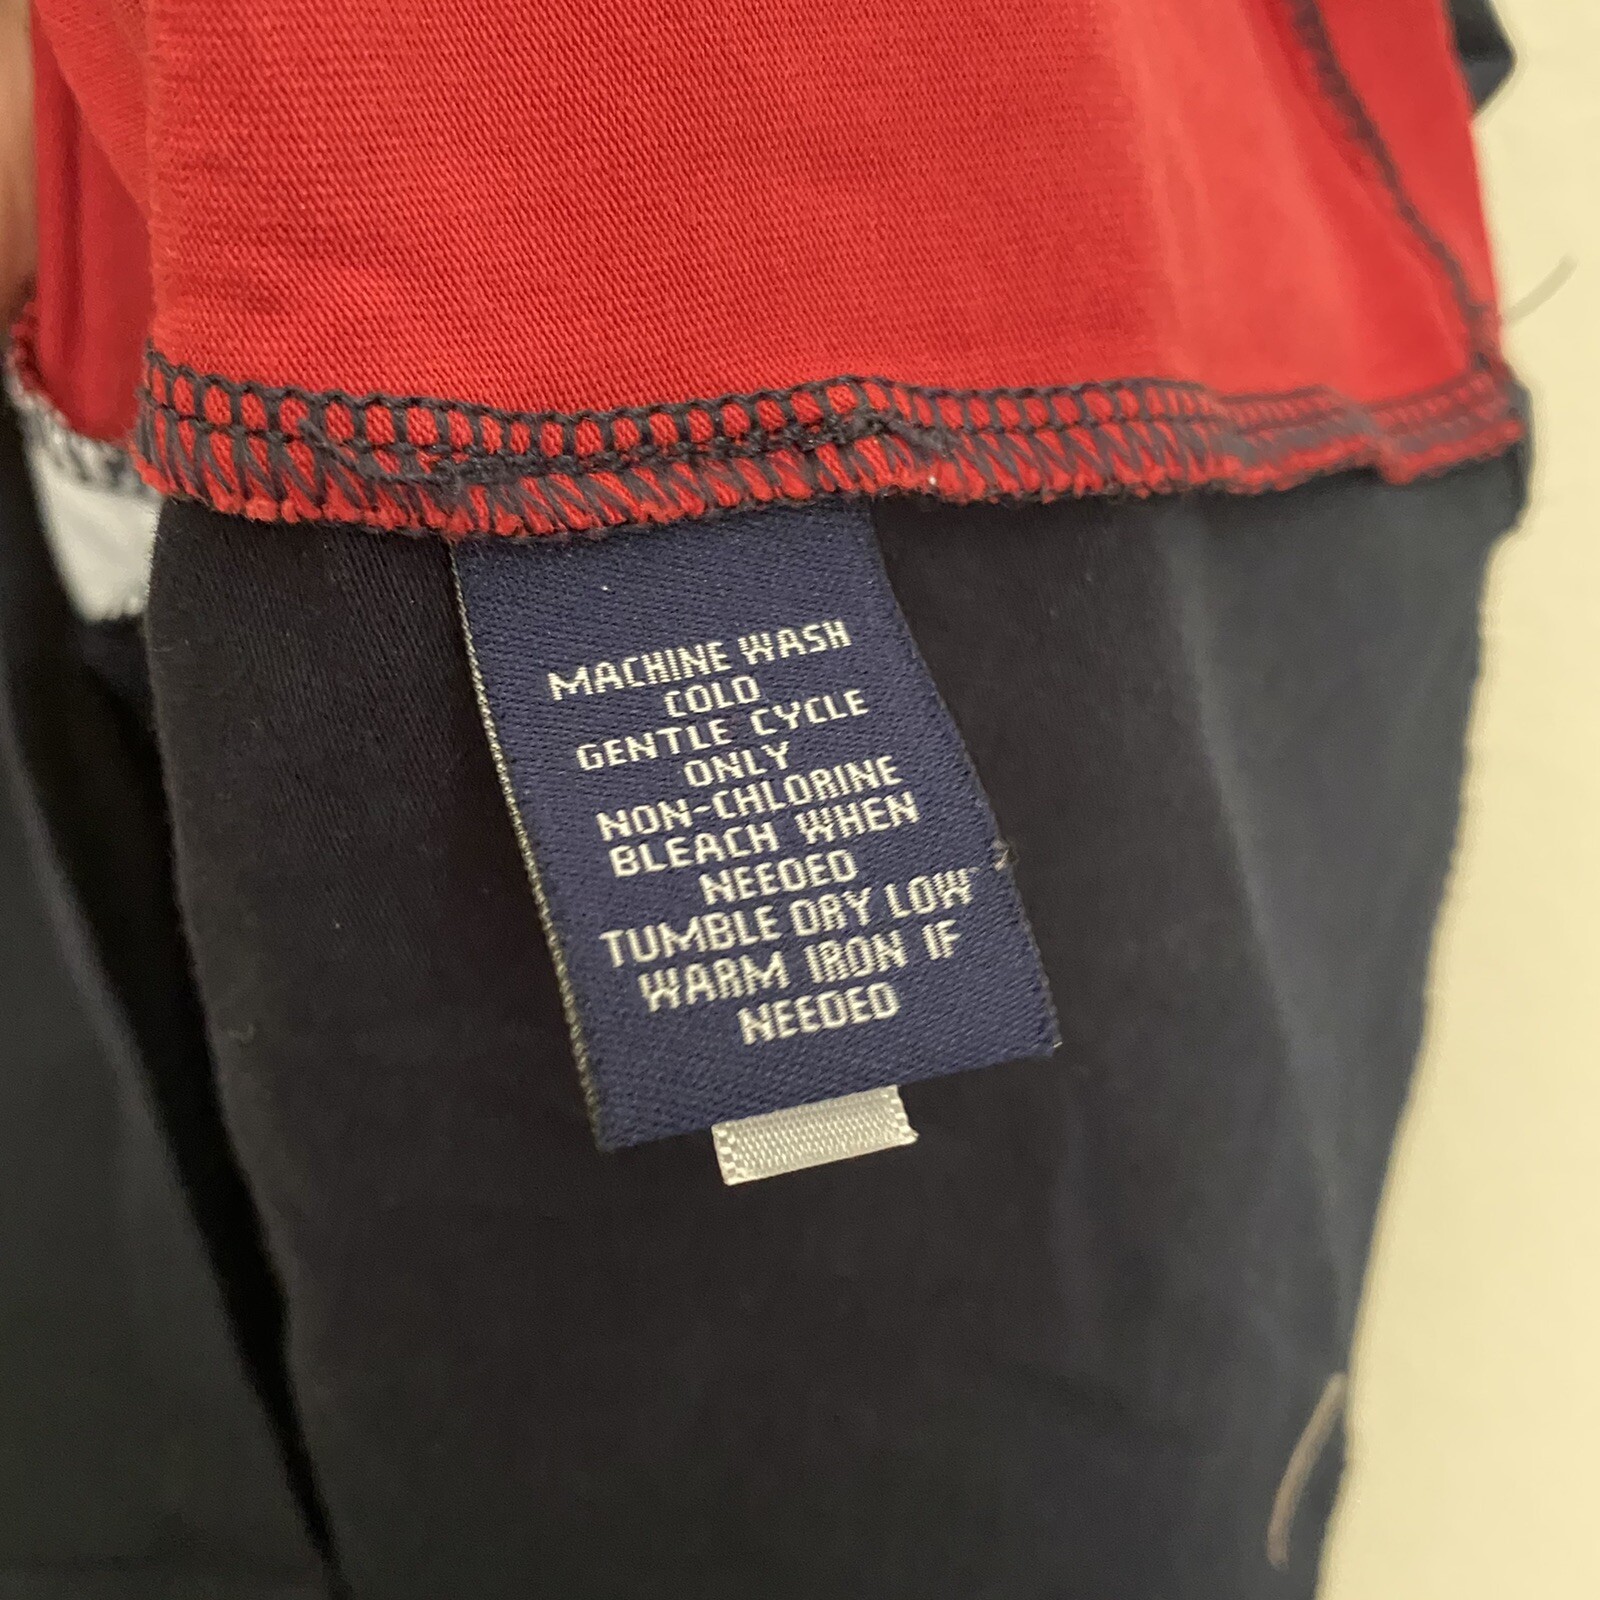 MACHINE WASH
COLD
GENTLE CYCLE
ONLY
NON-CHLORINE
BLEACH WHEN
NEEDED
TUMBLE DRY LOW
WARM IRON IF
NEEDED